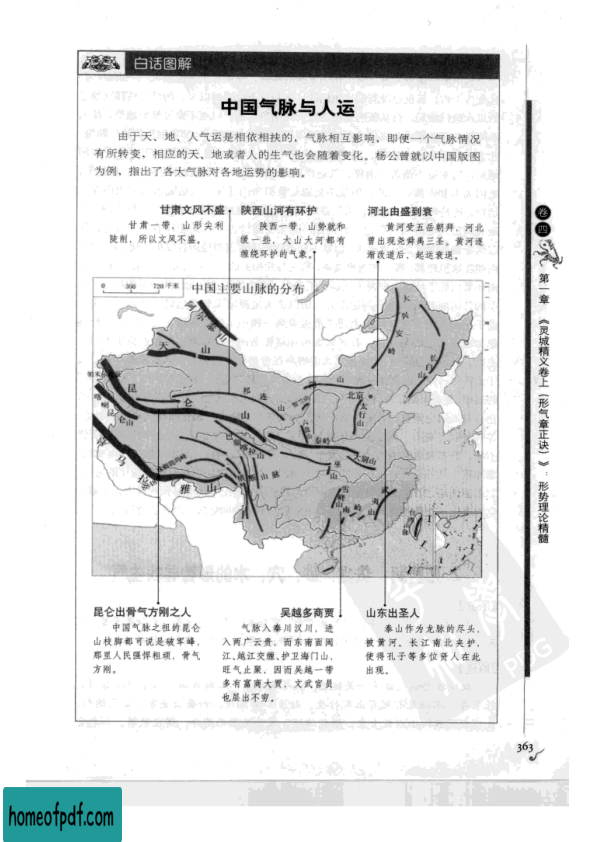 白话图解
中国气脉与人运
由于天、地、人气运是相依相扶的，气脉相互影响，即便一个气脉情况
有所转变，相应的天、地或者人的生气也会随着变化。杨公曾就以中国版图
为例，指出了各大气脉对各地运势的影响。
甘肃文风不盛
甘肃一带，山形尖利
陡削，所以文风不盛。
陕西山河有环护
陕西一带，山势就和
缓一些，大山大河都有
缠绕环护的气象。
河北由盛到衰
黄河受五岳朝拜，河北
曾出现尧舜禹三圣。黄河逐
渐改道后，起运衰退。
0 360 720 千米
中国主要山脉的分布
天 山
昆 仑 山
祁 连 山
大 兴 安 岭
长 白 山
北京
太 行 山
秦岭
大别山
喜 马 拉 雅 山
雪 峰 山
南 岭
武 夷 山
昆仑出骨气方刚之人
中国气脉之祖的昆仑
山枝脚都可说是破军峰，
那里人民强悍粗顽，骨气
方刚。
吴越多商贾
气脉入秦川汉川，进
入两广云贵，而东南面闽
江、越江交缠、护卫海门山，
旺气止聚，因而吴越一带
多有富商大贾，文武官员
也层出不穷。
山东出圣人
泰山作为龙脉的尽头，
被黄河、长江南北夹护，
使得孔子等多位贤人在此
出现。
卷四
第一章 《灵城精义卷上（形气章正诀）》：形势理论精髓
363
PDG
homeofpdf.com